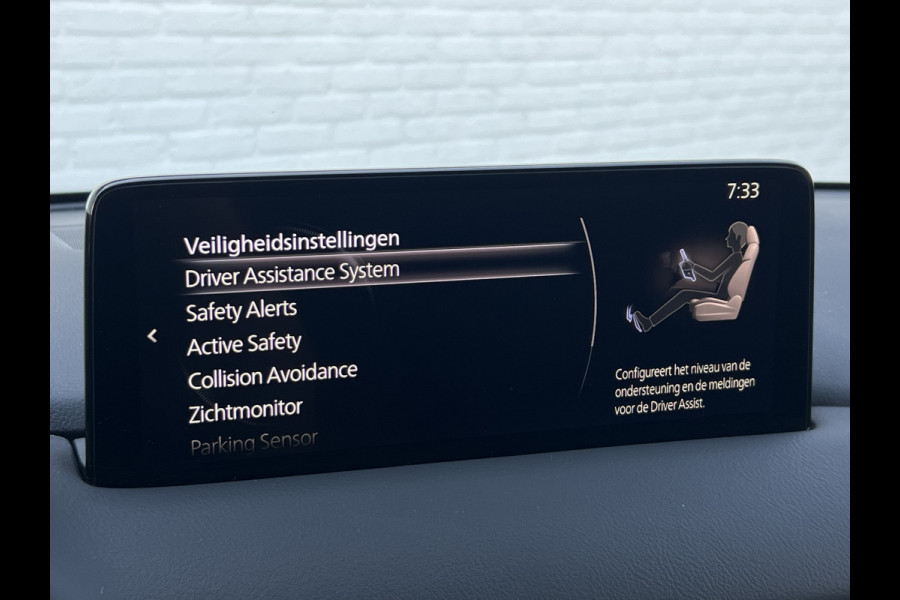 7:33
Veiligheidsinstellingen
Driver Assistance System
Safety Alerts
Active Safety
Collision Avoidance
Zichtmonitor
Parking Sensor
Configureert het niveau van de
ondersteuning en de meldingen
voor de Driver Assist.